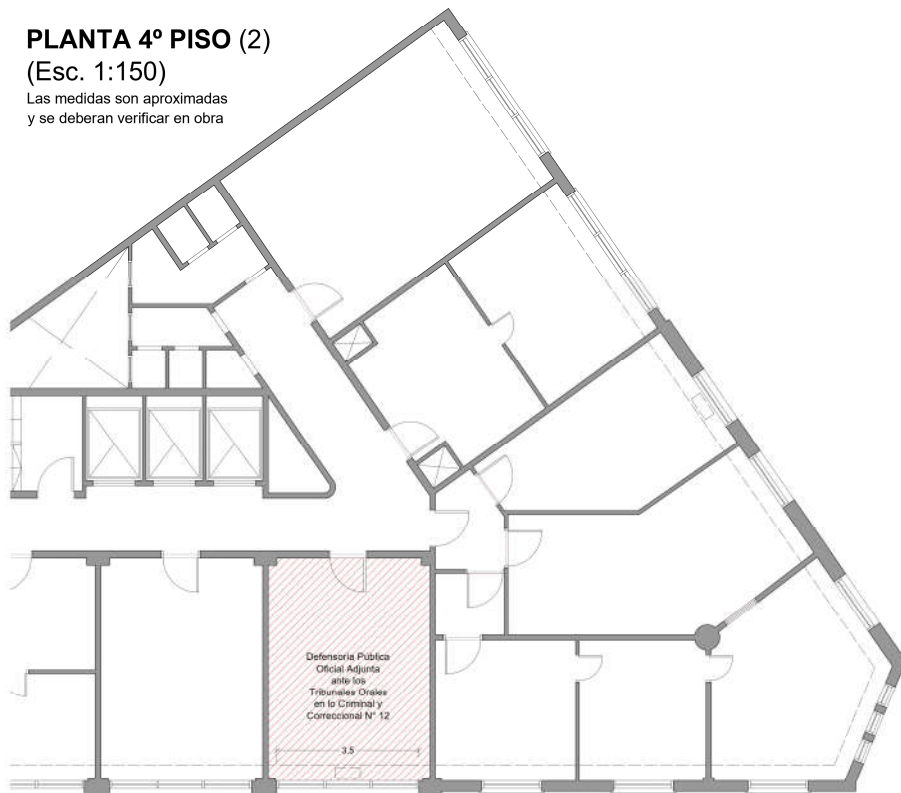 PLANTA 4º PISO (2)
(Esc. 1:150)
Las medidas son aproximadas
y se deberan verificar en obra
Defensoría Pública
Oficial Adjunta
ante los
Tribunales Orales
en lo Criminal y
Correccional N° 12
3.5